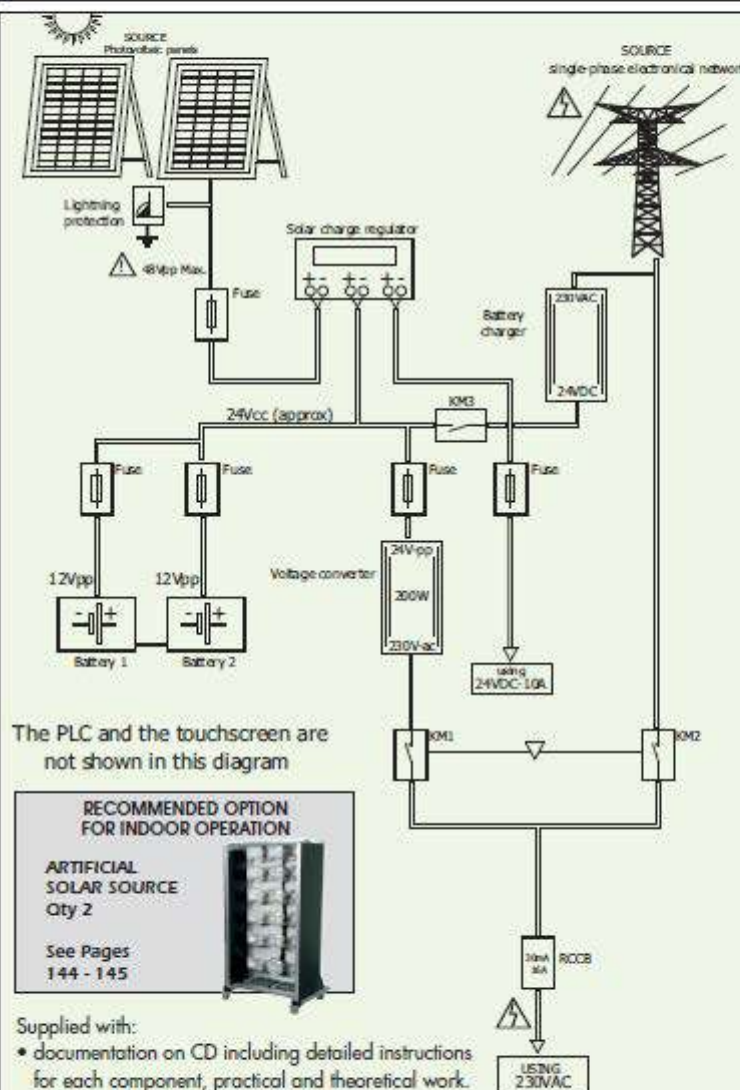 SOURCE
Photovoltaic panels
SOURCE
single-phase electronical network
Lightning
protection
48Vpp Max.
Solar charge regulator
+ - + - + -
Fuse
Battery
charger
230VAC
24VDC
KM3
24Vcc (approx)
Fuse
Fuse
Fuse
Fuse
12Vpp
12Vpp
- +
- +
Battery 1
Battery 2
Voltage converter
24V-pp
200W
230V-ac
using
24VDC-10A
KM1
KM2
The PLC and the touchscreen are
not shown in this diagram
RECOMMENDED OPTION
FOR INDOOR OPERATION
ARTIFICIAL
SOLAR SOURCE
Qty 2
See Pages
144 - 145
30mA
16A
RCCB
USING
230VAC
Supplied with:
• documentation on CD including detailed instructions
for each component, practical and theoretical work.